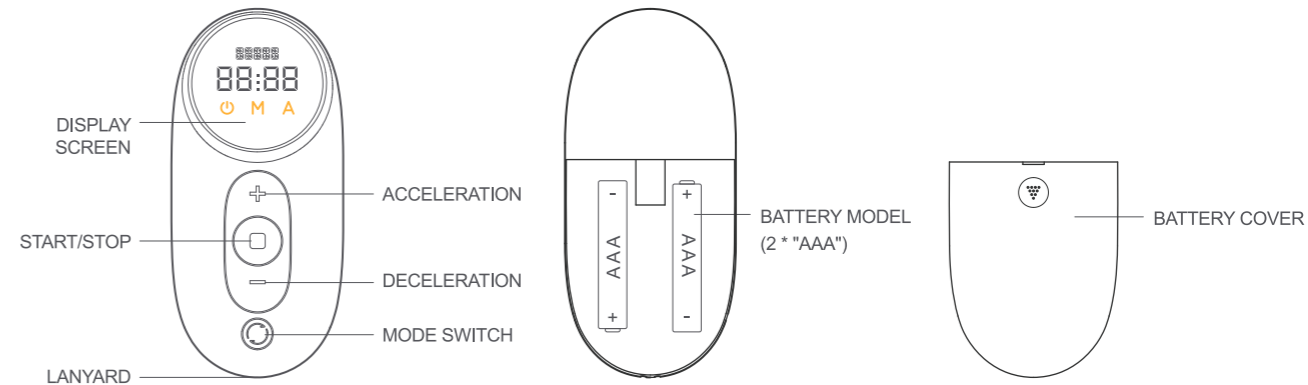 88888
88:88
M A
DISPLAY
SCREEN
ACCELERATION
START/STOP
DECELERATION
MODE SWITCH
LANYARD
-
AAA
+
+
AAA
-
BATTERY MODEL
(2 * "AAA")
BATTERY COVER